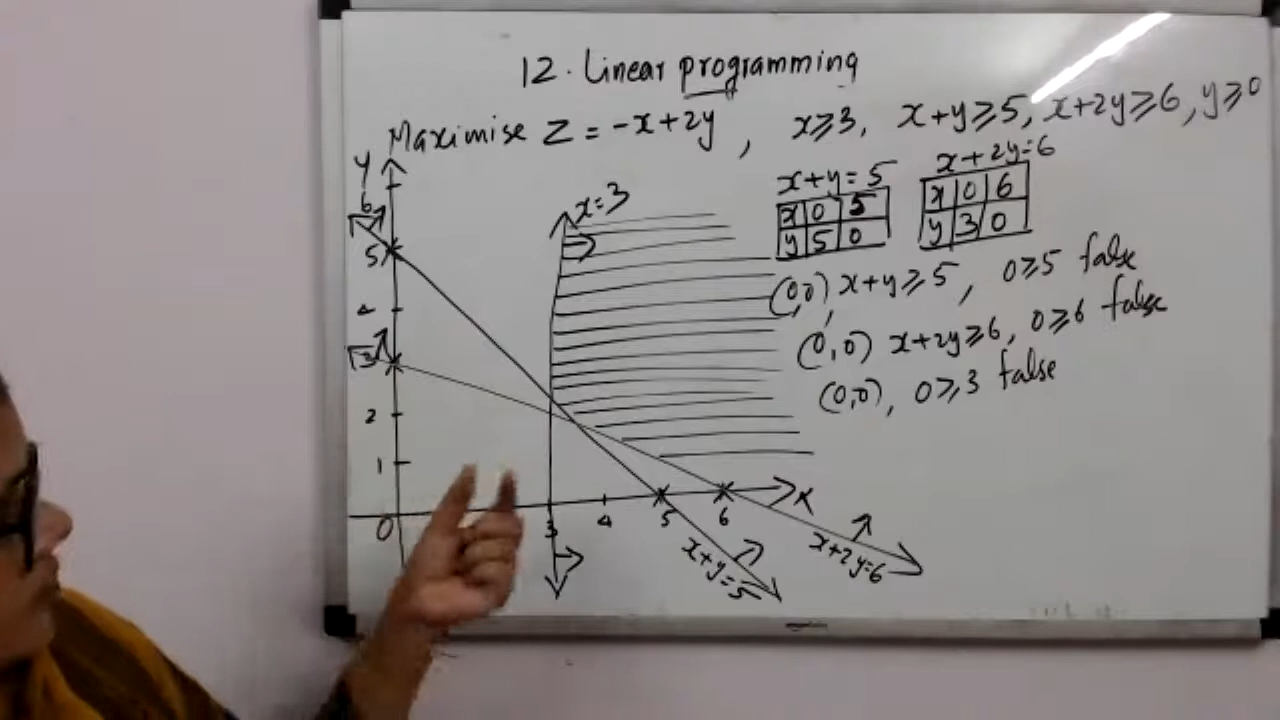 12. Linear programming
Maximise Z = -x+2y, x≥3, x+y≥5, x+2y≥6, y≥0
x+y=5
x 0 5
y 5 0
x+2y=6
x 0 6
y 3 0
(0,0) x+y≥5, 0≥5 false
(0,0) x+2y≥6, 0≥6 false
(0,0), 0≥3 false
y
6
5
4
3
2
1
0
x=3
3 4 5 6
x
x+y=5
x+2y=6